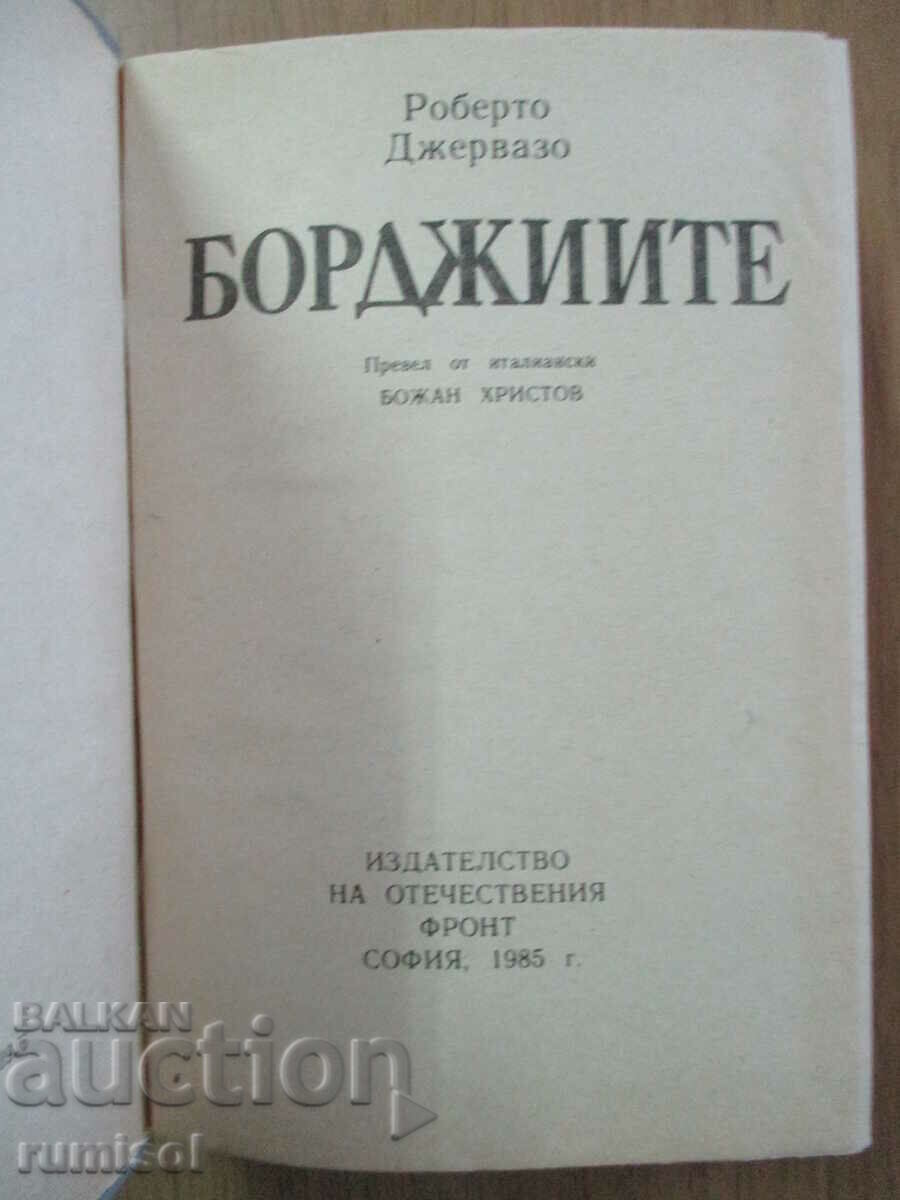 Роберто
Джервазо
БОРДЖИИТЕ
Превел от италиански
БОЖАН ХРИСТОВ
ИЗДАТЕЛСТВО
НА ОТЕЧЕСТВЕНИЯ
ФРОНТ
СОФИЯ, 1985 г.
BALKAN
auction
rumisol